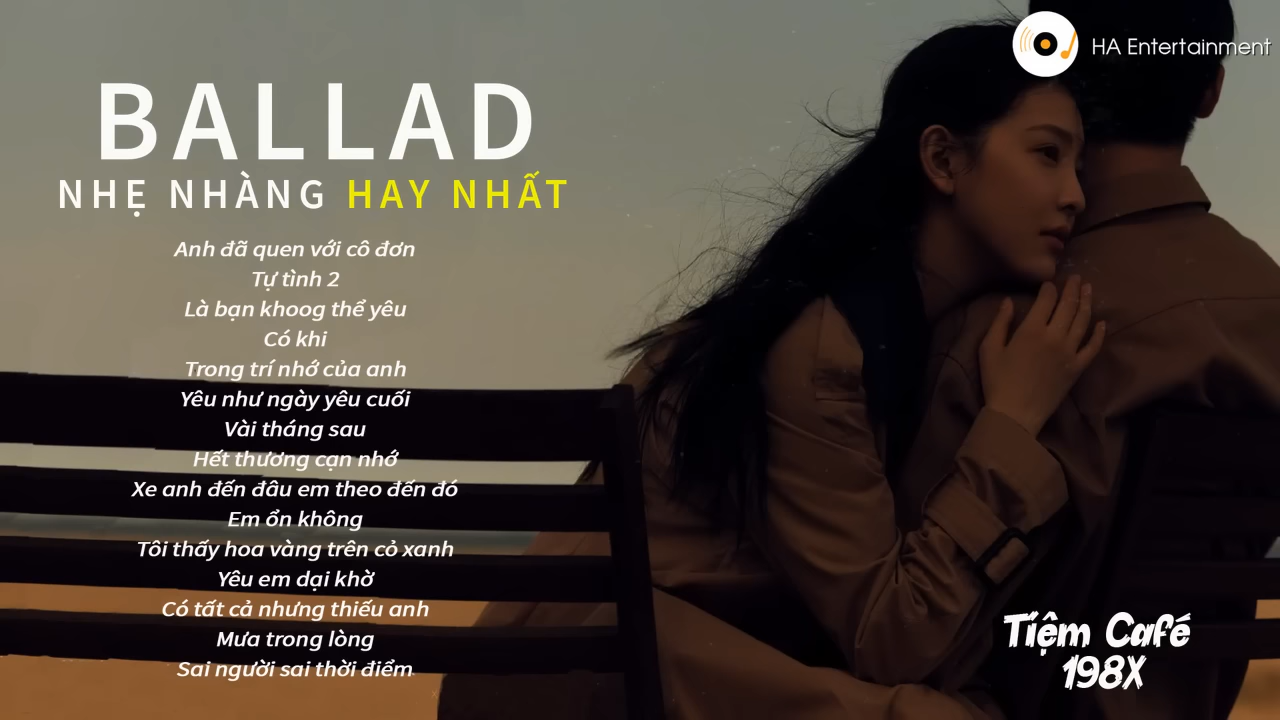 HA Entertainment
BALLAD
NHẸ NHÀNG HAY NHẤT
Anh đã quen với cô đơn
Tự tình 2
Là bạn khoog thể yêu
Có khi
Trong trí nhớ của anh
Yêu như ngày yêu cuối
Vài tháng sau
Hết thương cạn nhớ
Xe anh đến đâu em theo đến đó
Em ổn không
Tôi thấy hoa vàng trên cỏ xanh
Yêu em dại khờ
Có tất cả nhưng thiếu anh
Mưa trong lòng
Sai người sai thời điểm
Tiệm Café
198X